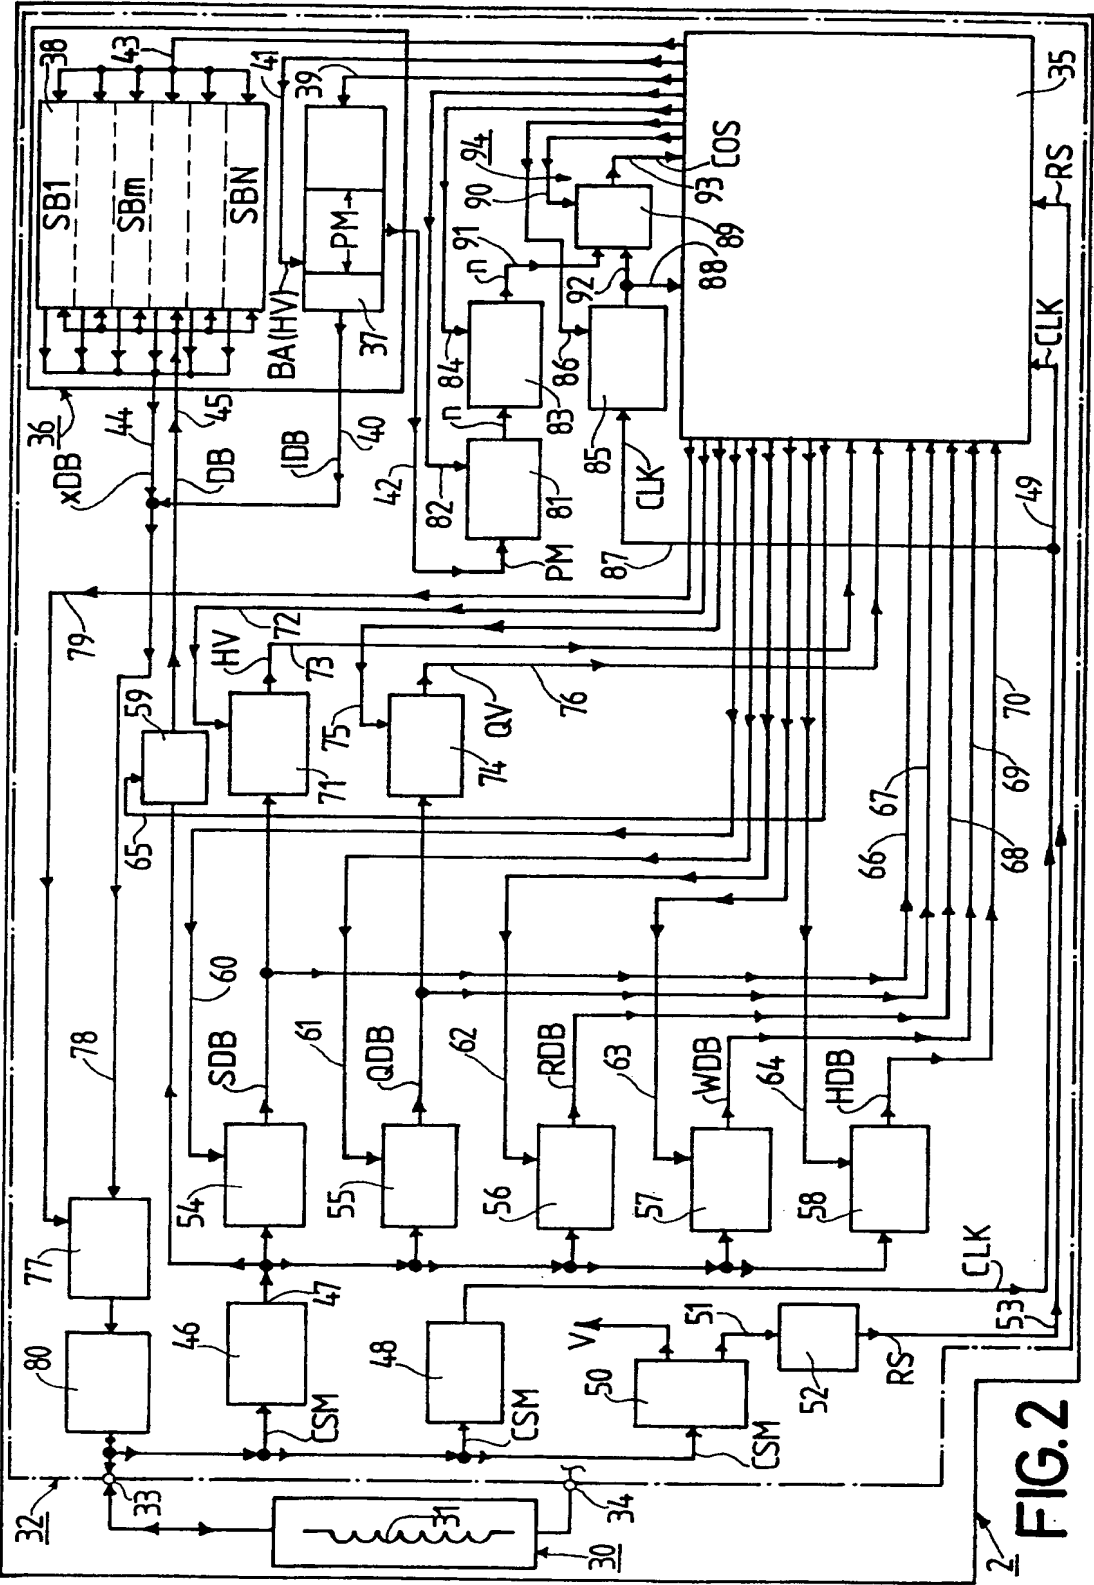 38
SB1
SBm
SBN
43
41
39
BA(HV)
PM
37
36
xDB
44
DB
45
IDB
40
42
PM
82
81
n
83
84
n
91
90
94
86
85
CLK
87
92
88
89
93
COS
35
RS
CLK
49
79
59
65
HV
72
73
71
75
QV
76
74
67
66
70
69
68
78
60
SDB
61
QDB
62
RDB
63
WDB
64
HDB
77
54
55
56
57
58
80
46
47
CSM
48
CSM
CLK
V
50
51
52
53
RS
CSM
32
33
31
30
34
2
FIG. 2